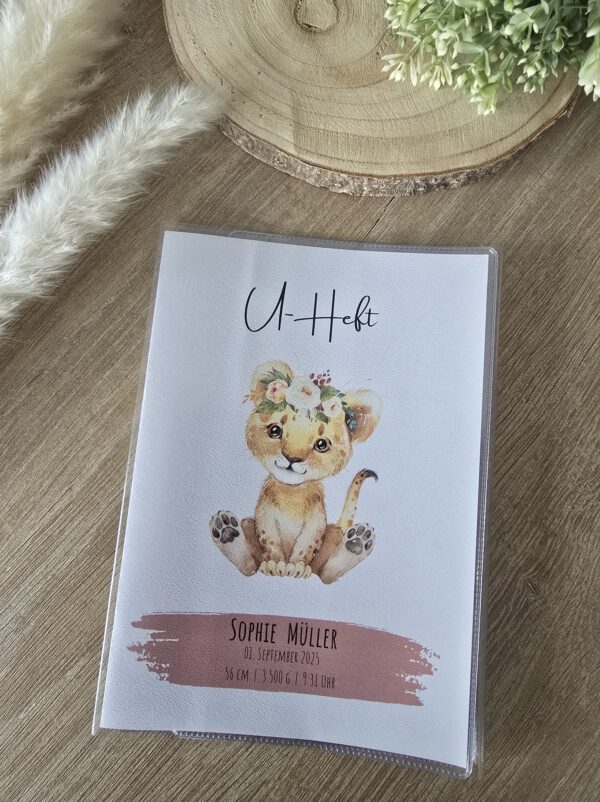 U-Heft
Sophie Müller
01. September 2025
56 cm / 3.500 g / 9:31 Uhr